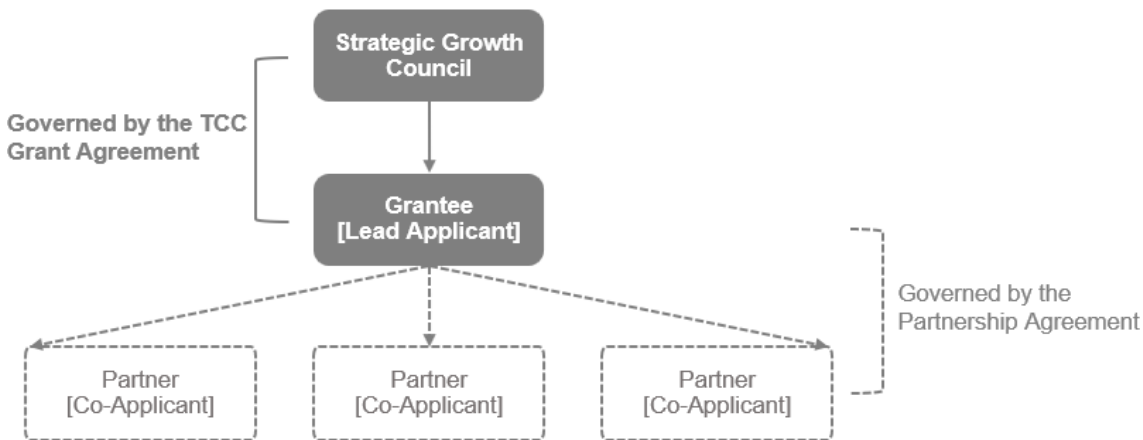 Strategic Growth
Council
Governed by the TCC
Grant Agreement
Grantee
[Lead Applicant]
Governed by the
Partnership Agreement
Partner
[Co-Applicant]
Partner
[Co-Applicant]
Partner
[Co-Applicant]